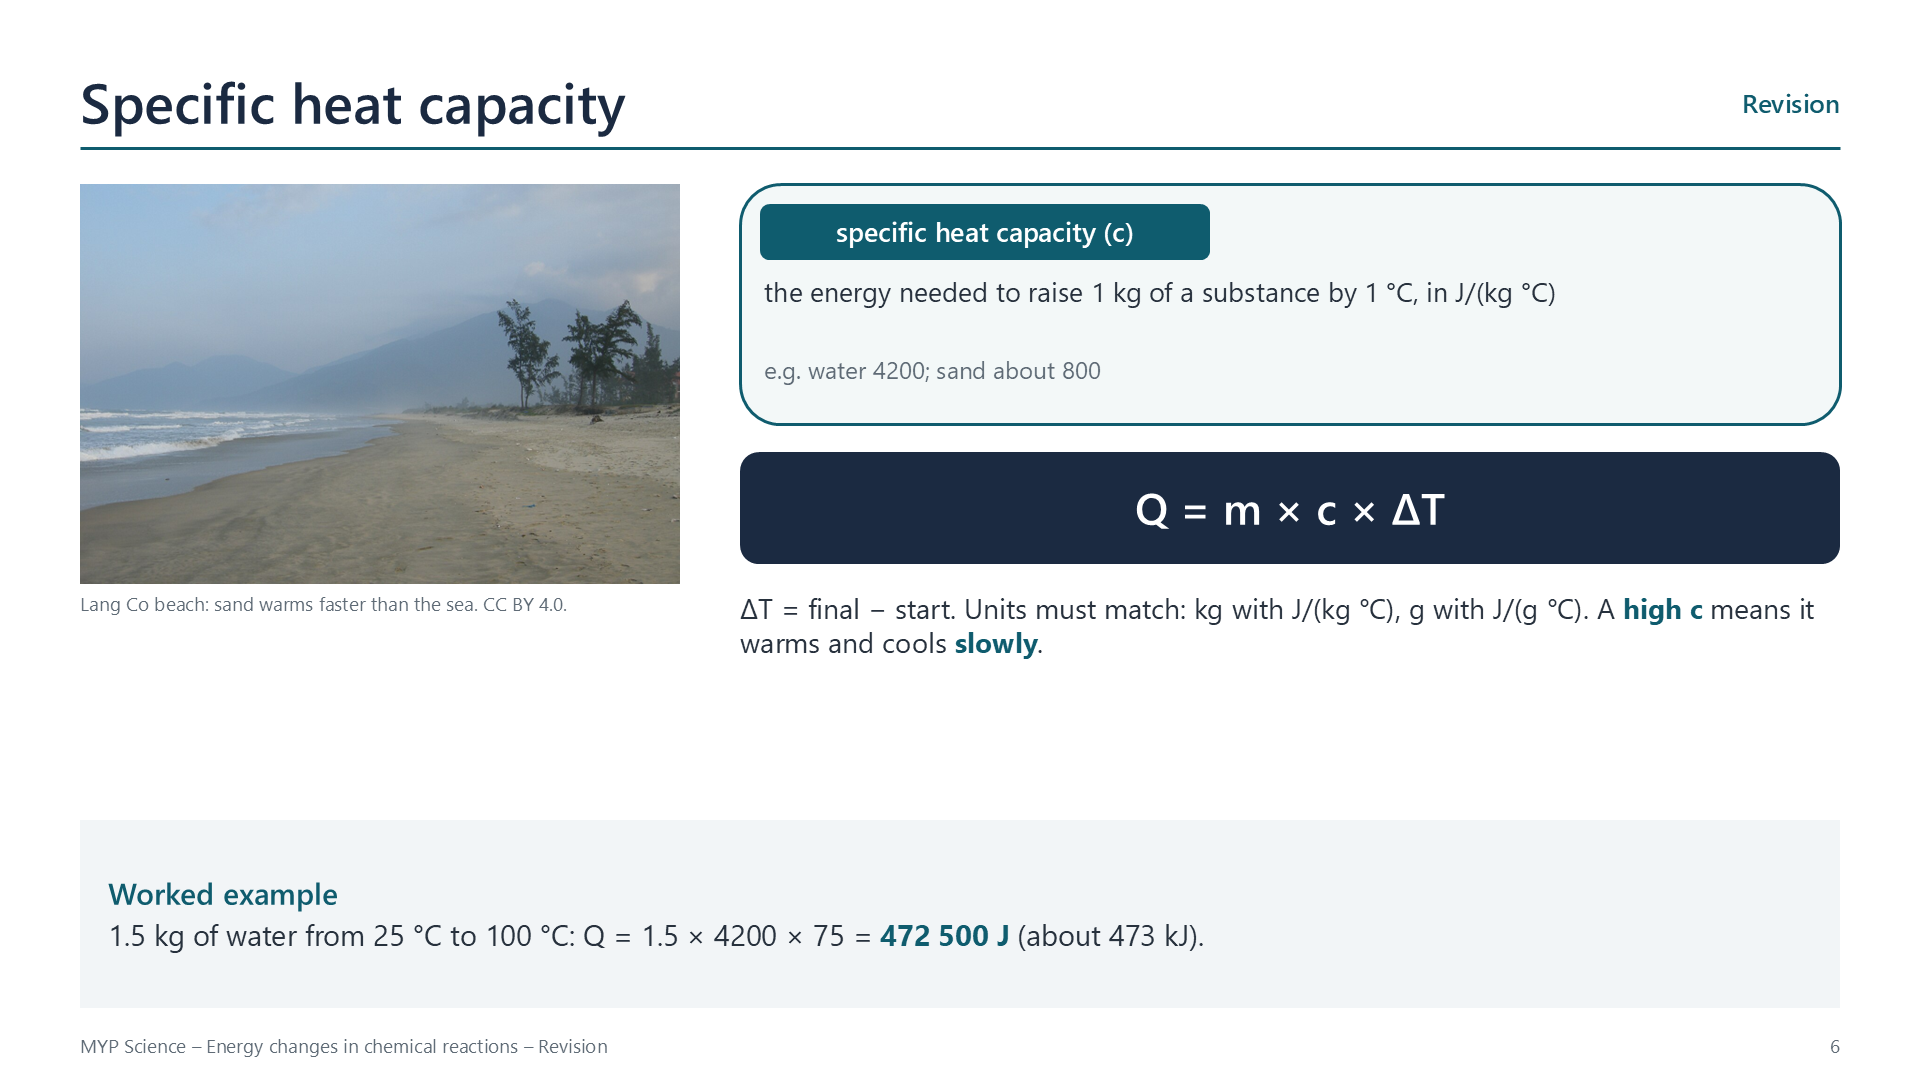 Specific heat capacity
Revision
specific heat capacity (c)
the energy needed to raise 1 kg of a substance by 1 °C, in J/(kg °C)
e.g. water 4200; sand about 800
Q = m × c × ΔT
Lang Co beach: sand warms faster than the sea. CC BY 4.0.
ΔT = final − start. Units must match: kg with J/(kg °C), g with J/(g °C). A high c means it
warms and cools slowly.
Worked example
1.5 kg of water from 25 °C to 100 °C: Q = 1.5 × 4200 × 75 = 472 500 J (about 473 kJ).
MYP Science – Energy changes in chemical reactions – Revision
6